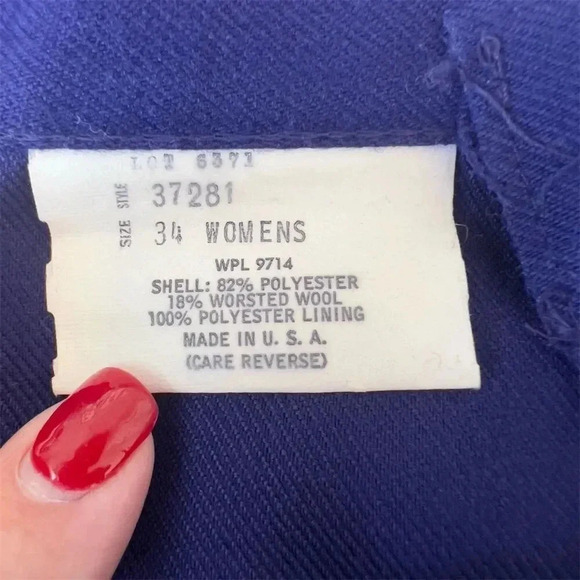 LOT 6371
STYLE 37281
SIZE 34 WOMENS
WPL 9714
SHELL: 82% POLYESTER
18% WORSTED WOOL
100% POLYESTER LINING
MADE IN U. S. A.
(CARE REVERSE)